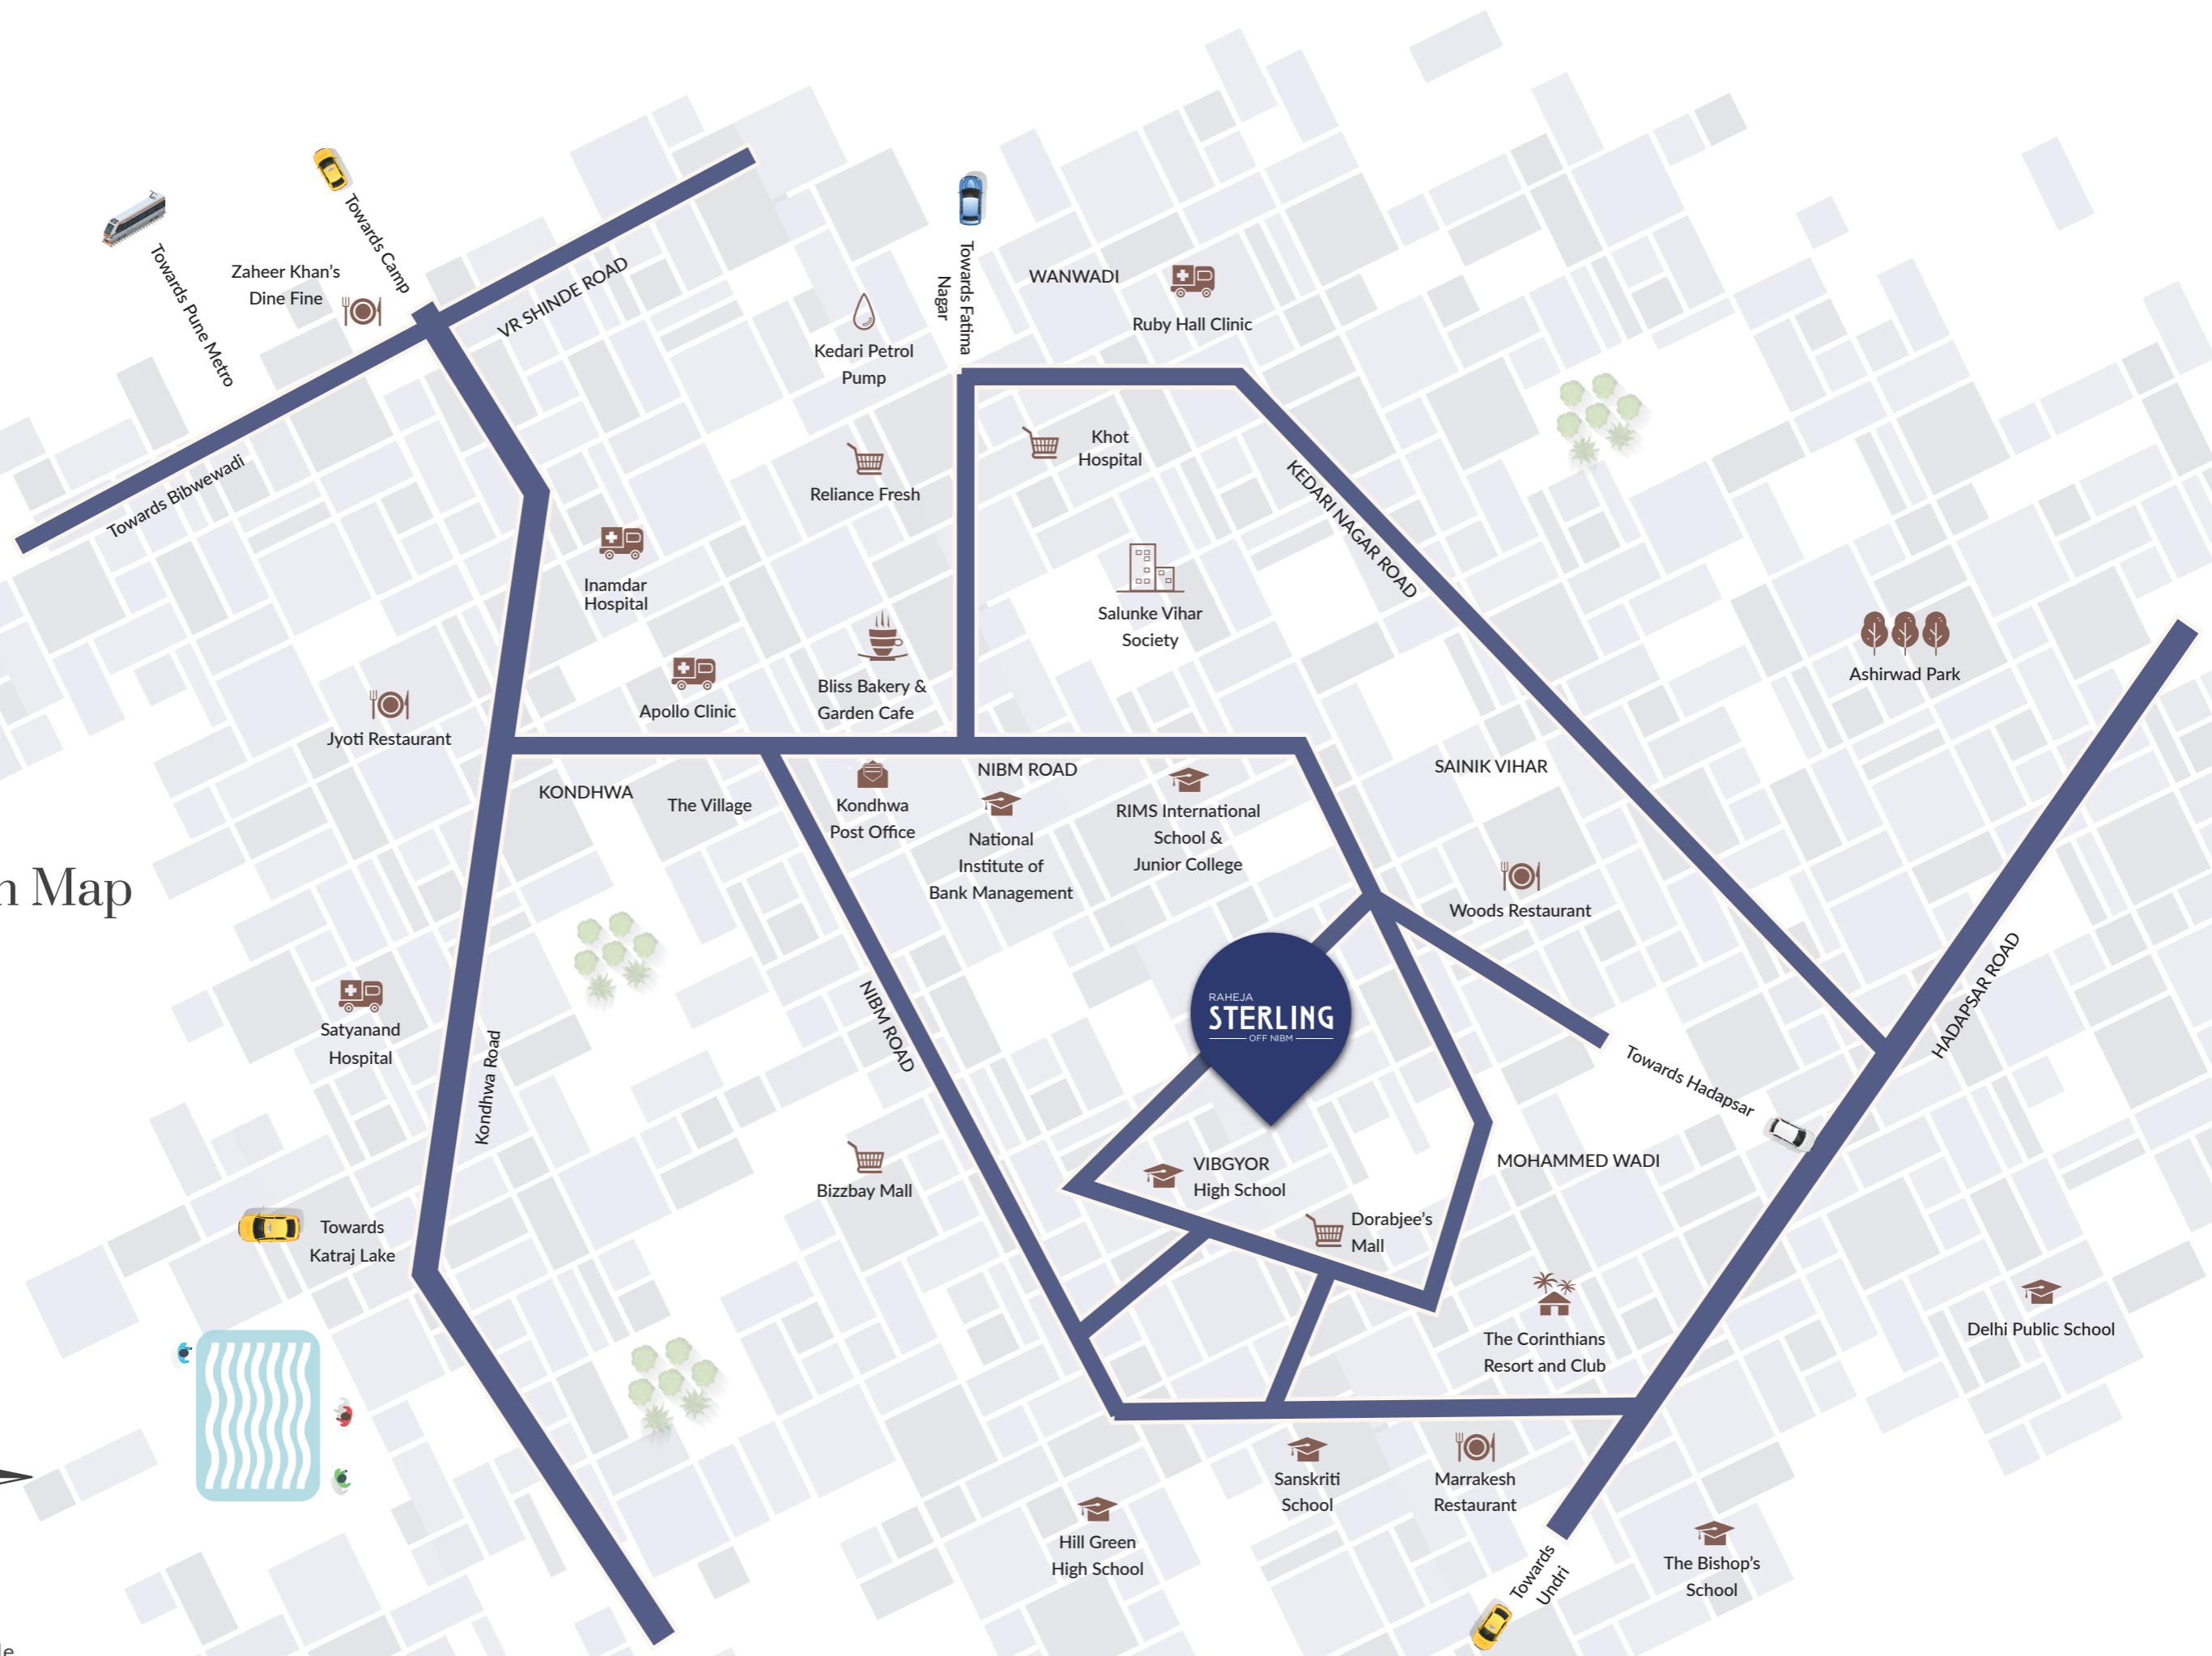 Towards Camp
Towards Pune Metro
Zaheer Khan's
Dine Fine
VR SHINDE ROAD
Towards Bibwewadi
Towards Fatima
Nagar
WANWADI
Ruby Hall Clinic
Kedari Petrol
Pump
Khot
Hospital
Reliance Fresh
KEDARI NAGAR ROAD
Inamdar
Hospital
Salunke Vihar
Society
Ashirwad Park
Bliss Bakery &
Garden Cafe
Apollo Clinic
Jyoti Restaurant
NIBM ROAD
SAINIK VIHAR
KONDHWA
The Village
Kondhwa
Post Office
National
Institute of
Bank Management
RIMS International
School &
Junior College
Woods Restaurant
n Map
Satyanand
Hospital
Kondhwa Road
NIBM ROAD
RAHEJA
STERLING
OFF NIBM
HADAPSAR ROAD
Towards Hadapsar
Bizzbay Mall
VIBGYOR
High School
MOHAMMED WADI
Towards
Katraj Lake
Dorabjee's
Mall
The Corinthians
Resort and Club
Delhi Public School
Sanskriti
School
Marrakesh
Restaurant
Hill Green
High School
Towards
Undri
The Bishop's
School
le